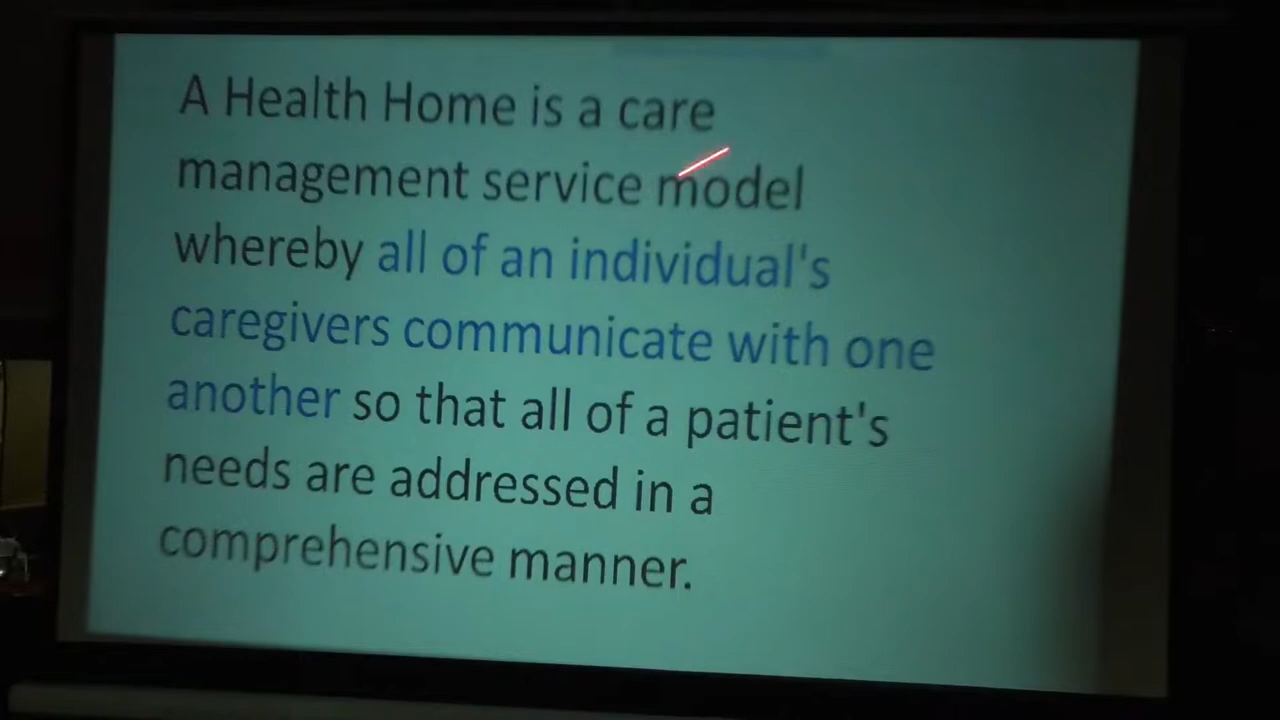 A Health Home is a care
management service model
whereby all of an individual's
caregivers communicate with one
another so that all of a patient's
needs are addressed in a
comprehensive manner.